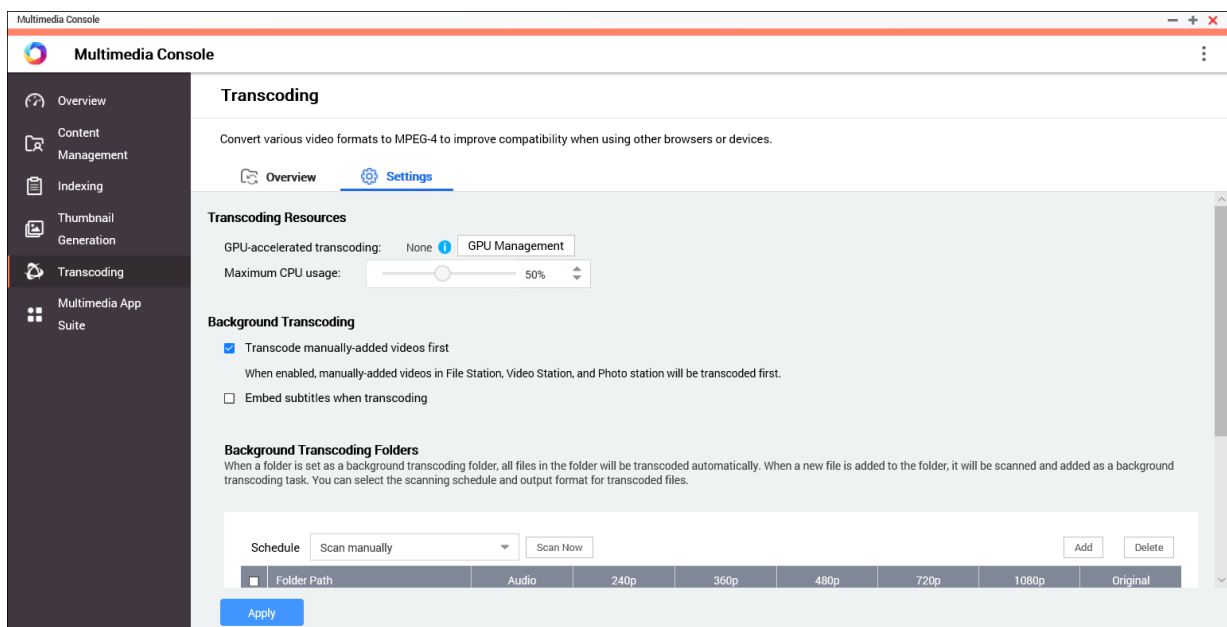 Multimedia Console
Multimedia Console
Overview
Content
Management
Indexing
Thumbnail
Generation
Transcoding
Multimedia App
Suite
Transcoding
Convert various video formats to MPEG-4 to improve compatibility when using other browsers or devices.
Overview Settings
Transcoding Resources
GPU-accelerated transcoding: None GPU Management
Maximum CPU usage: 50%
Background Transcoding
Transcode manually-added videos first
When enabled, manually-added videos in File Station, Video Station, and Photo station will be transcoded first.
Embed subtitles when transcoding
Background Transcoding Folders
When a folder is set as a background transcoding folder, all files in the folder will be transcoded automatically. When a new file is added to the folder, it will be scanned and added as a background
transcoding task. You can select the scanning schedule and output format for transcoded files.
Schedule Scan manually Scan Now Add Delete
Folder Path Audio 240p 360p 480p 720p 1080p Original
Apply